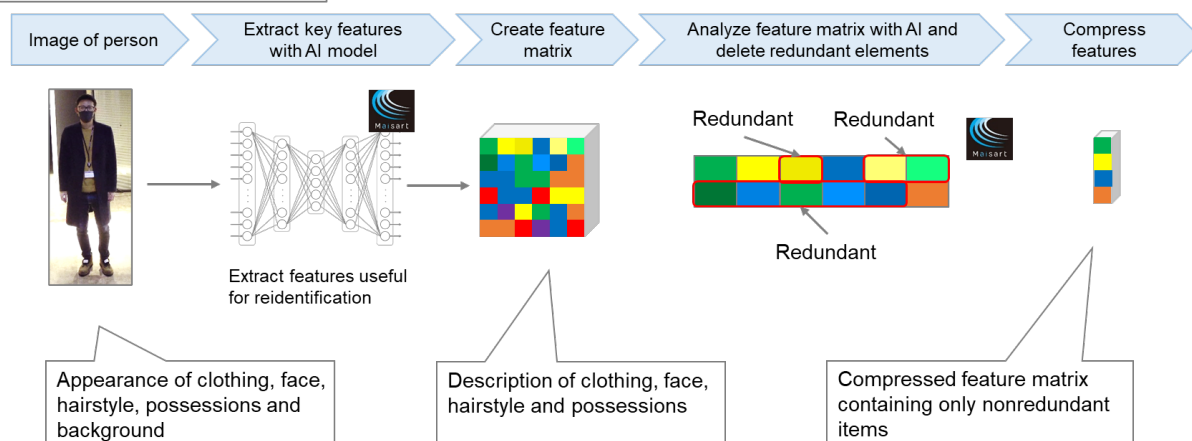 Image of person
Extract key features
with AI model
Create feature
matrix
Analyze feature matrix with AI and
delete redundant elements
Compress
features
Maisart
Redundant
Redundant
Maisart
Redundant
Extract features useful
for reidentification
Appearance of clothing, face,
hairstyle, possessions and
background
Description of clothing, face,
hairstyle and possessions
Compressed feature matrix
containing only nonredundant
items